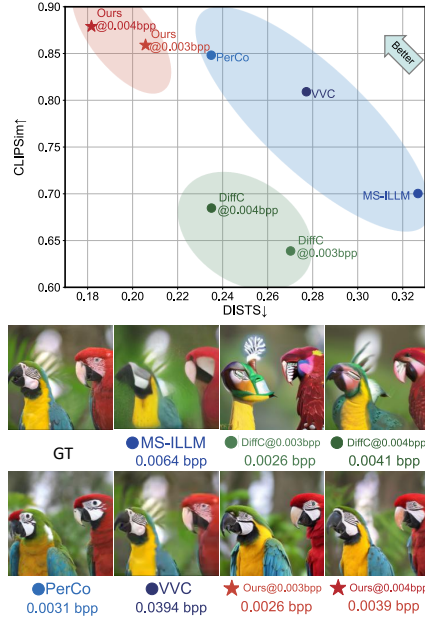 0.90
0.85
0.80
0.75
0.70
0.65
0.60
CLIPSim↑
Ours
@0.004bpp
Ours
@0.003bpp
PerCo
Better
VVC
MS-ILLM
DiffC
@0.004bpp
DiffC
@0.003bpp
0.18 0.20 0.22 0.24 0.26 0.28 0.30 0.32
DISTS↓
GT
MS-ILLM
0.0064 bpp
DiffC@0.003bpp
0.0026 bpp
DiffC@0.004bpp
0.0041 bpp
PerCo
0.0031 bpp
VVC
0.0394 bpp
Ours@0.003bpp
0.0026 bpp
Ours@0.004bpp
0.0039 bpp